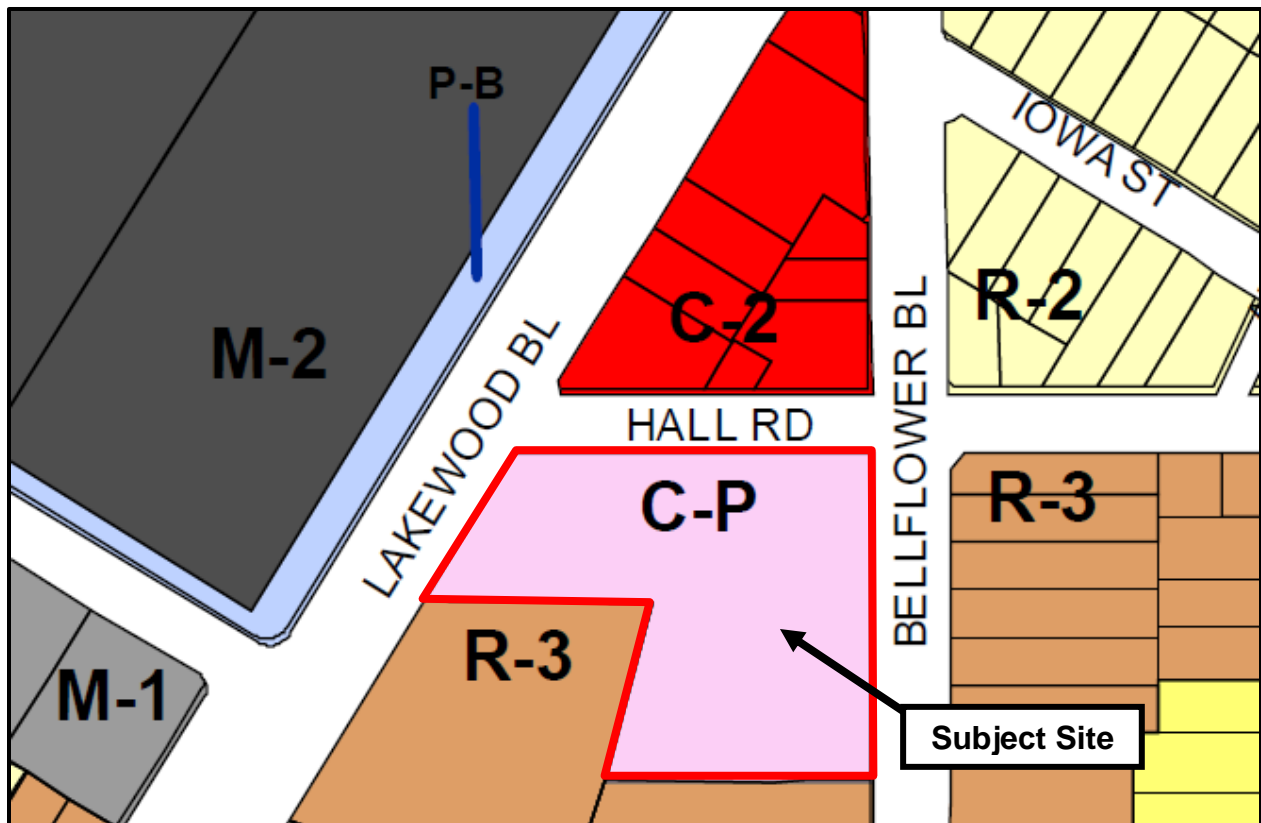 P-B
IOWA ST
M-2
C-2
R-2
LAKEWOOD BL
BELLFLOWER BL
HALL RD
C-P
R-3
R-3
M-1
Subject Site